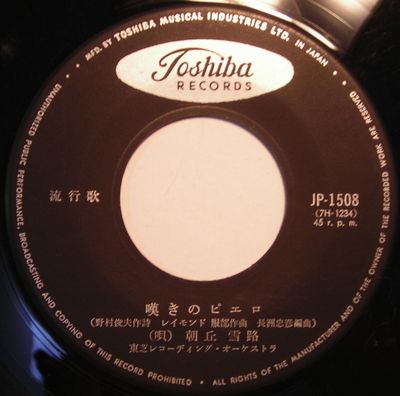 • MFD. BY TOSHIBA MUSICAL INDUSTRIES LTD. IN JAPAN •
UNAUTHORIZED PUBLIC PERFORMANCE, BROADCASTING AND COPYING OF THIS RECORD PROHIBITED • ALL RIGHTS OF THE MANUFACTURER AND OF THE OWNER OF THE RECORDED WORK ARE RESERVED
Toshiba
RECORDS
流行歌
JP-1508
(7H-1234)
45 r. p. m.
嘆きのピエロ
(野村俊夫作詩 レイモンド服部作曲 長洲忠彦編曲)
(唄) 朝丘雪路
東芝レコーディング・オーケストラ